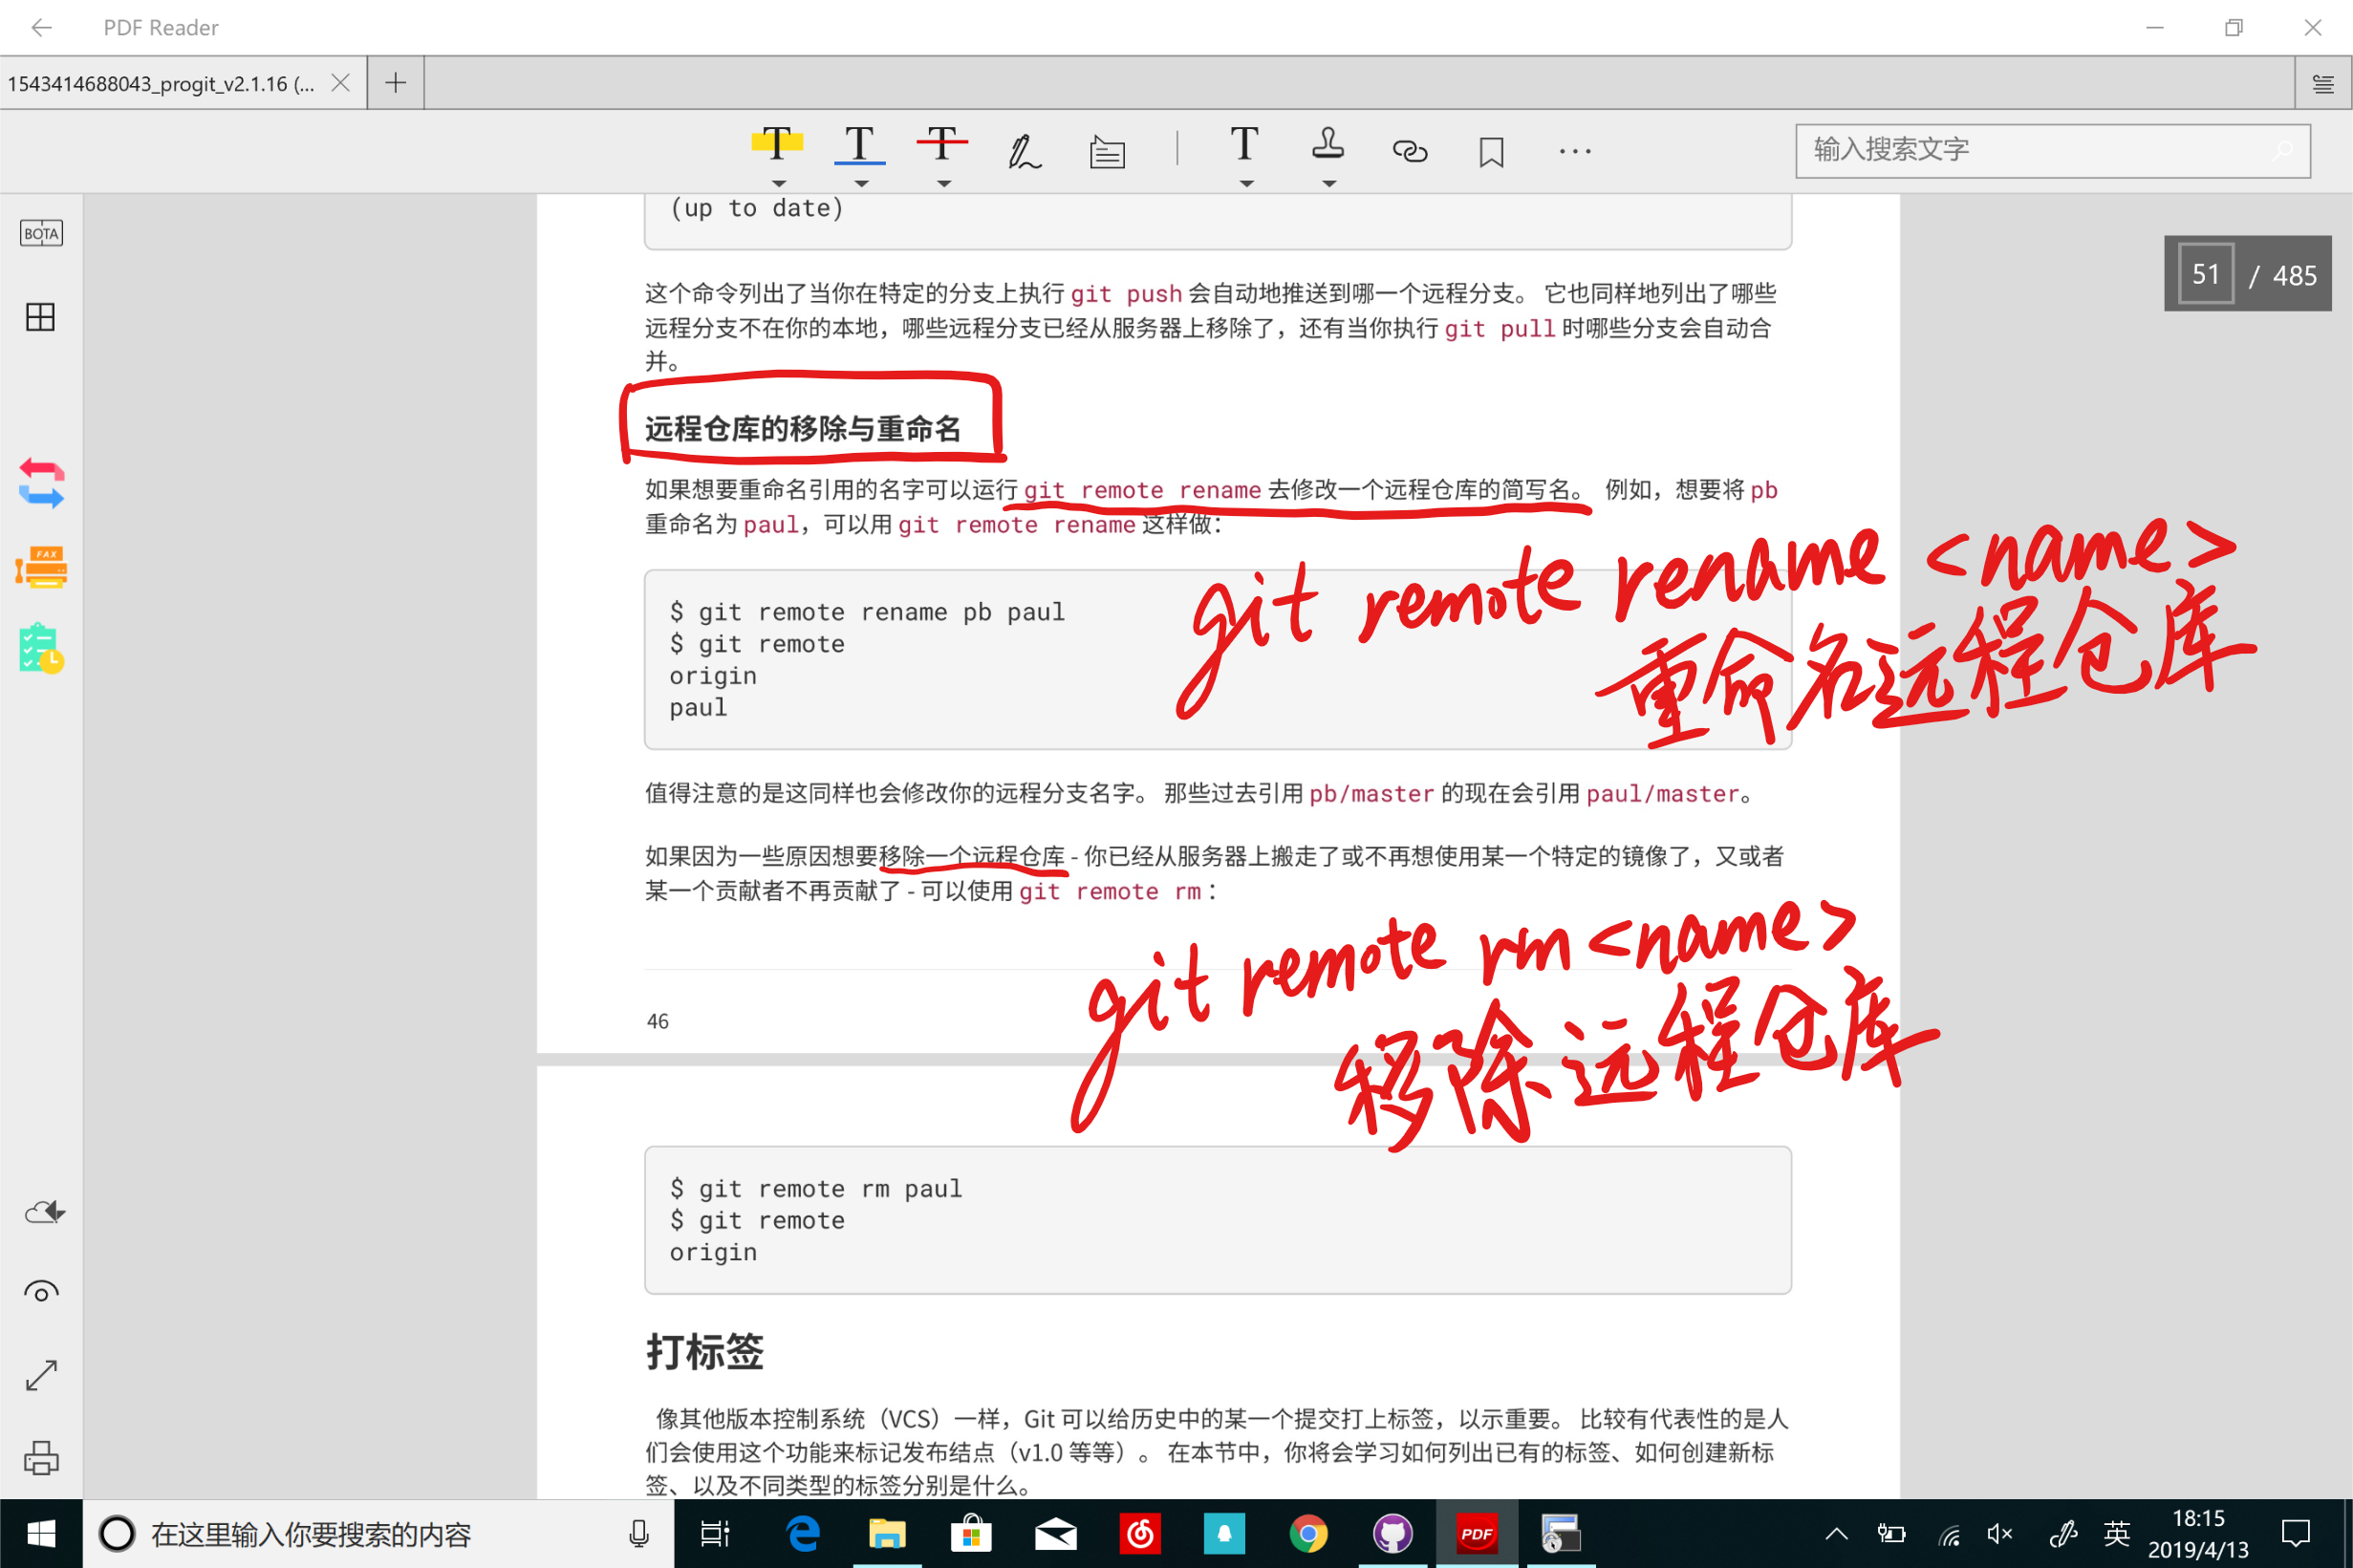 PDF Reader
1543414688043_progit_v2.1.16 (...
输入搜索文字
BOTA
51 / 485
FAX
(up to date)
这个命令列出了当你在特定的分支上执行 git push 会自动地推送到哪一个远程分支。 它也同样地列出了哪些
远程分支不在你的本地，哪些远程分支已经从服务器上移除了，还有当你执行 git pull 时哪些分支会自动合
并。
远程仓库的移除与重命名
如果想要重命名引用的名字可以运行 git remote rename 去修改一个远程仓库的简写名。 例如，想要将 pb
重命名为 paul，可以用 git remote rename 这样做：
git remote rename <name>
重命名远程仓库
$ git remote rename pb paul
$ git remote
origin
paul
值得注意的是这同样也会修改你的远程分支名字。 那些过去引用 pb/master 的现在会引用 paul/master。
如果因为一些原因想要移除一个远程仓库 - 你已经从服务器上搬走了或不再想使用某一个特定的镜像了，又或者
某一个贡献者不再贡献了 - 可以使用 git remote rm ：
git remote rm <name>
移除远程仓库
46
$ git remote rm paul
$ git remote
origin
打标签
像其他版本控制系统（VCS）一样，Git 可以给历史中的某一个提交打上标签，以示重要。 比较有代表性的是人
们会使用这个功能来标记发布结点（v1.0 等等）。 在本节中，你将会学习如何列出已有的标签、如何创建新标
签、以及不同类型的标签分别是什么。
在这里输入你要搜索的内容
PDF
英
18:15
2019/4/13